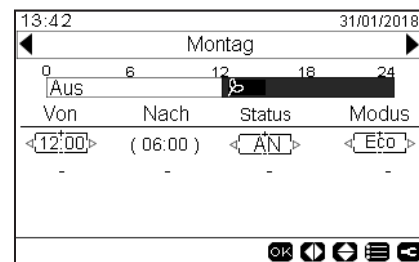 13:42 31/01/2018
Montag
0 6 12 18 24
Aus
Von Nach Status Modus
12:00 ( 06:00 ) AN Eco
- - - -
OK